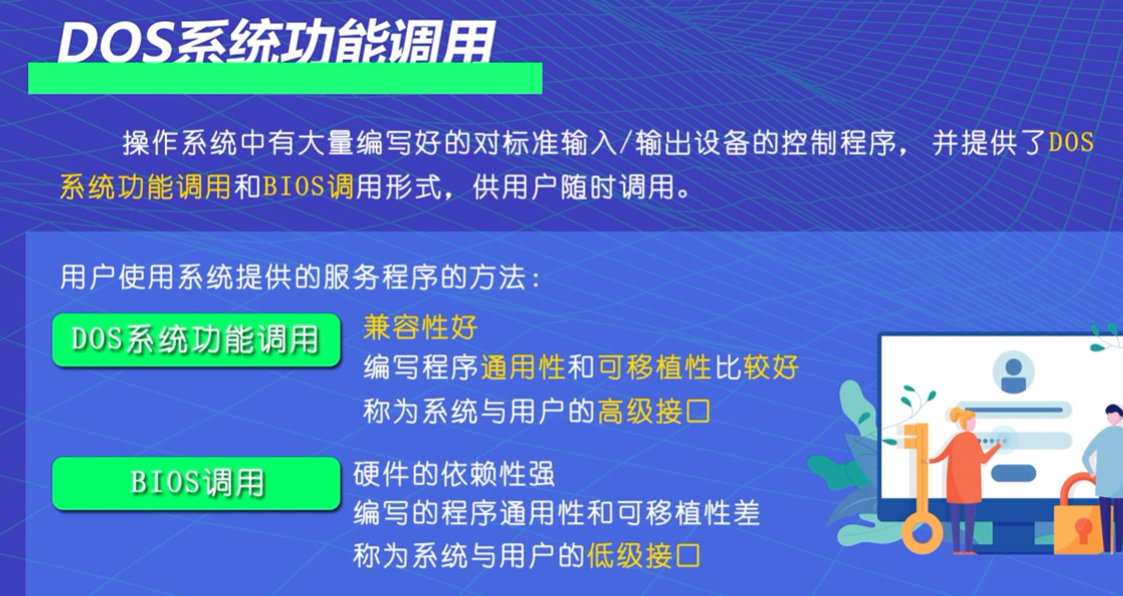 DOS系统功能调用
操作系统中有大量编写好的对标准输入/输出设备的控制程序，并提供了DOS
系统功能调用和BIOS调用形式，供用户随时调用。
用户使用系统提供的服务程序的方法：
DOS系统功能调用
兼容性好
编写程序通用性和可移植性比较好
称为系统与用户的高级接口
BIOS调用
硬件的依赖性强
编写的程序通用性和可移植性差
称为系统与用户的低级接口